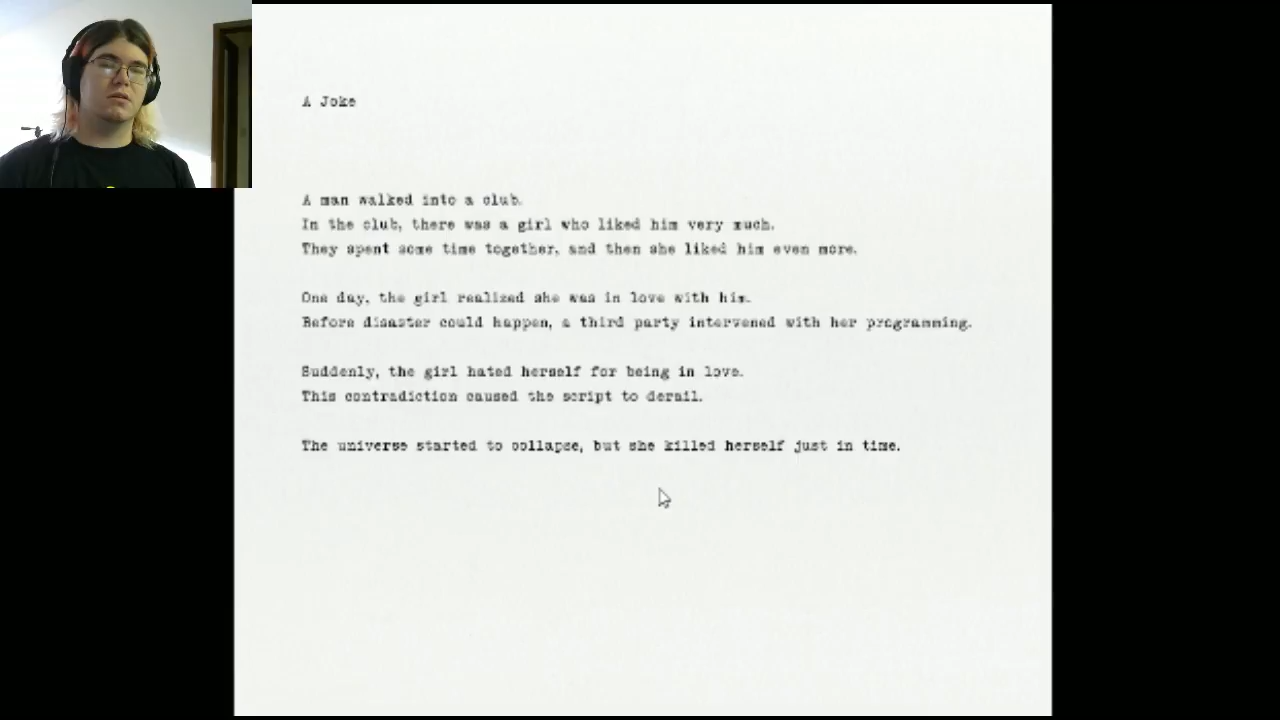 A Joke
A man walked into a club.
In the club, there was a girl who liked him very much.
They spent some time together, and then she liked him even more.
One day, the girl realized she was in love with him.
Before disaster could happen, a third party intervened with her programming.
Suddenly, the girl hated herself for being in love.
This contradiction caused the script to derail.
The universe started to collapse, but she killed herself just in time.